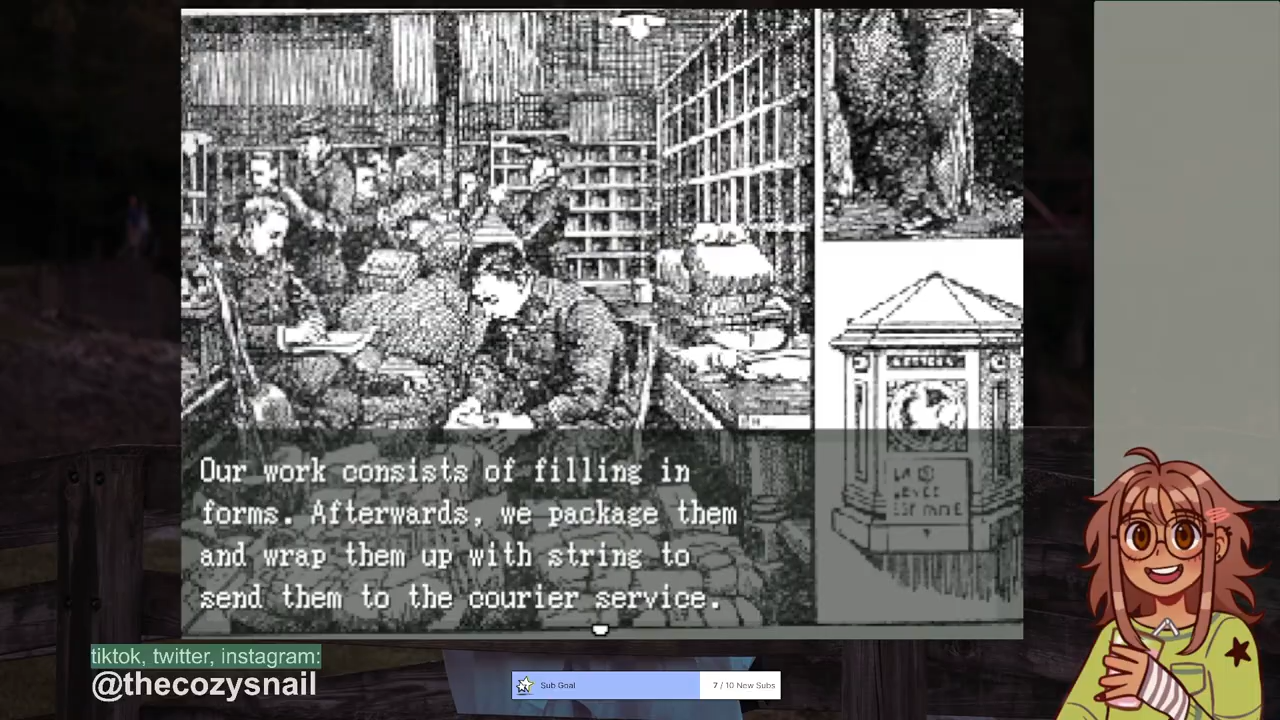 Our work consists of filling in
forms. Afterwards, we package them
and wrap them up with string to
send them to the courier service.
tiktok, twitter, instagram:
@thecozysnail
Sub Goal
7 / 10 New Subs